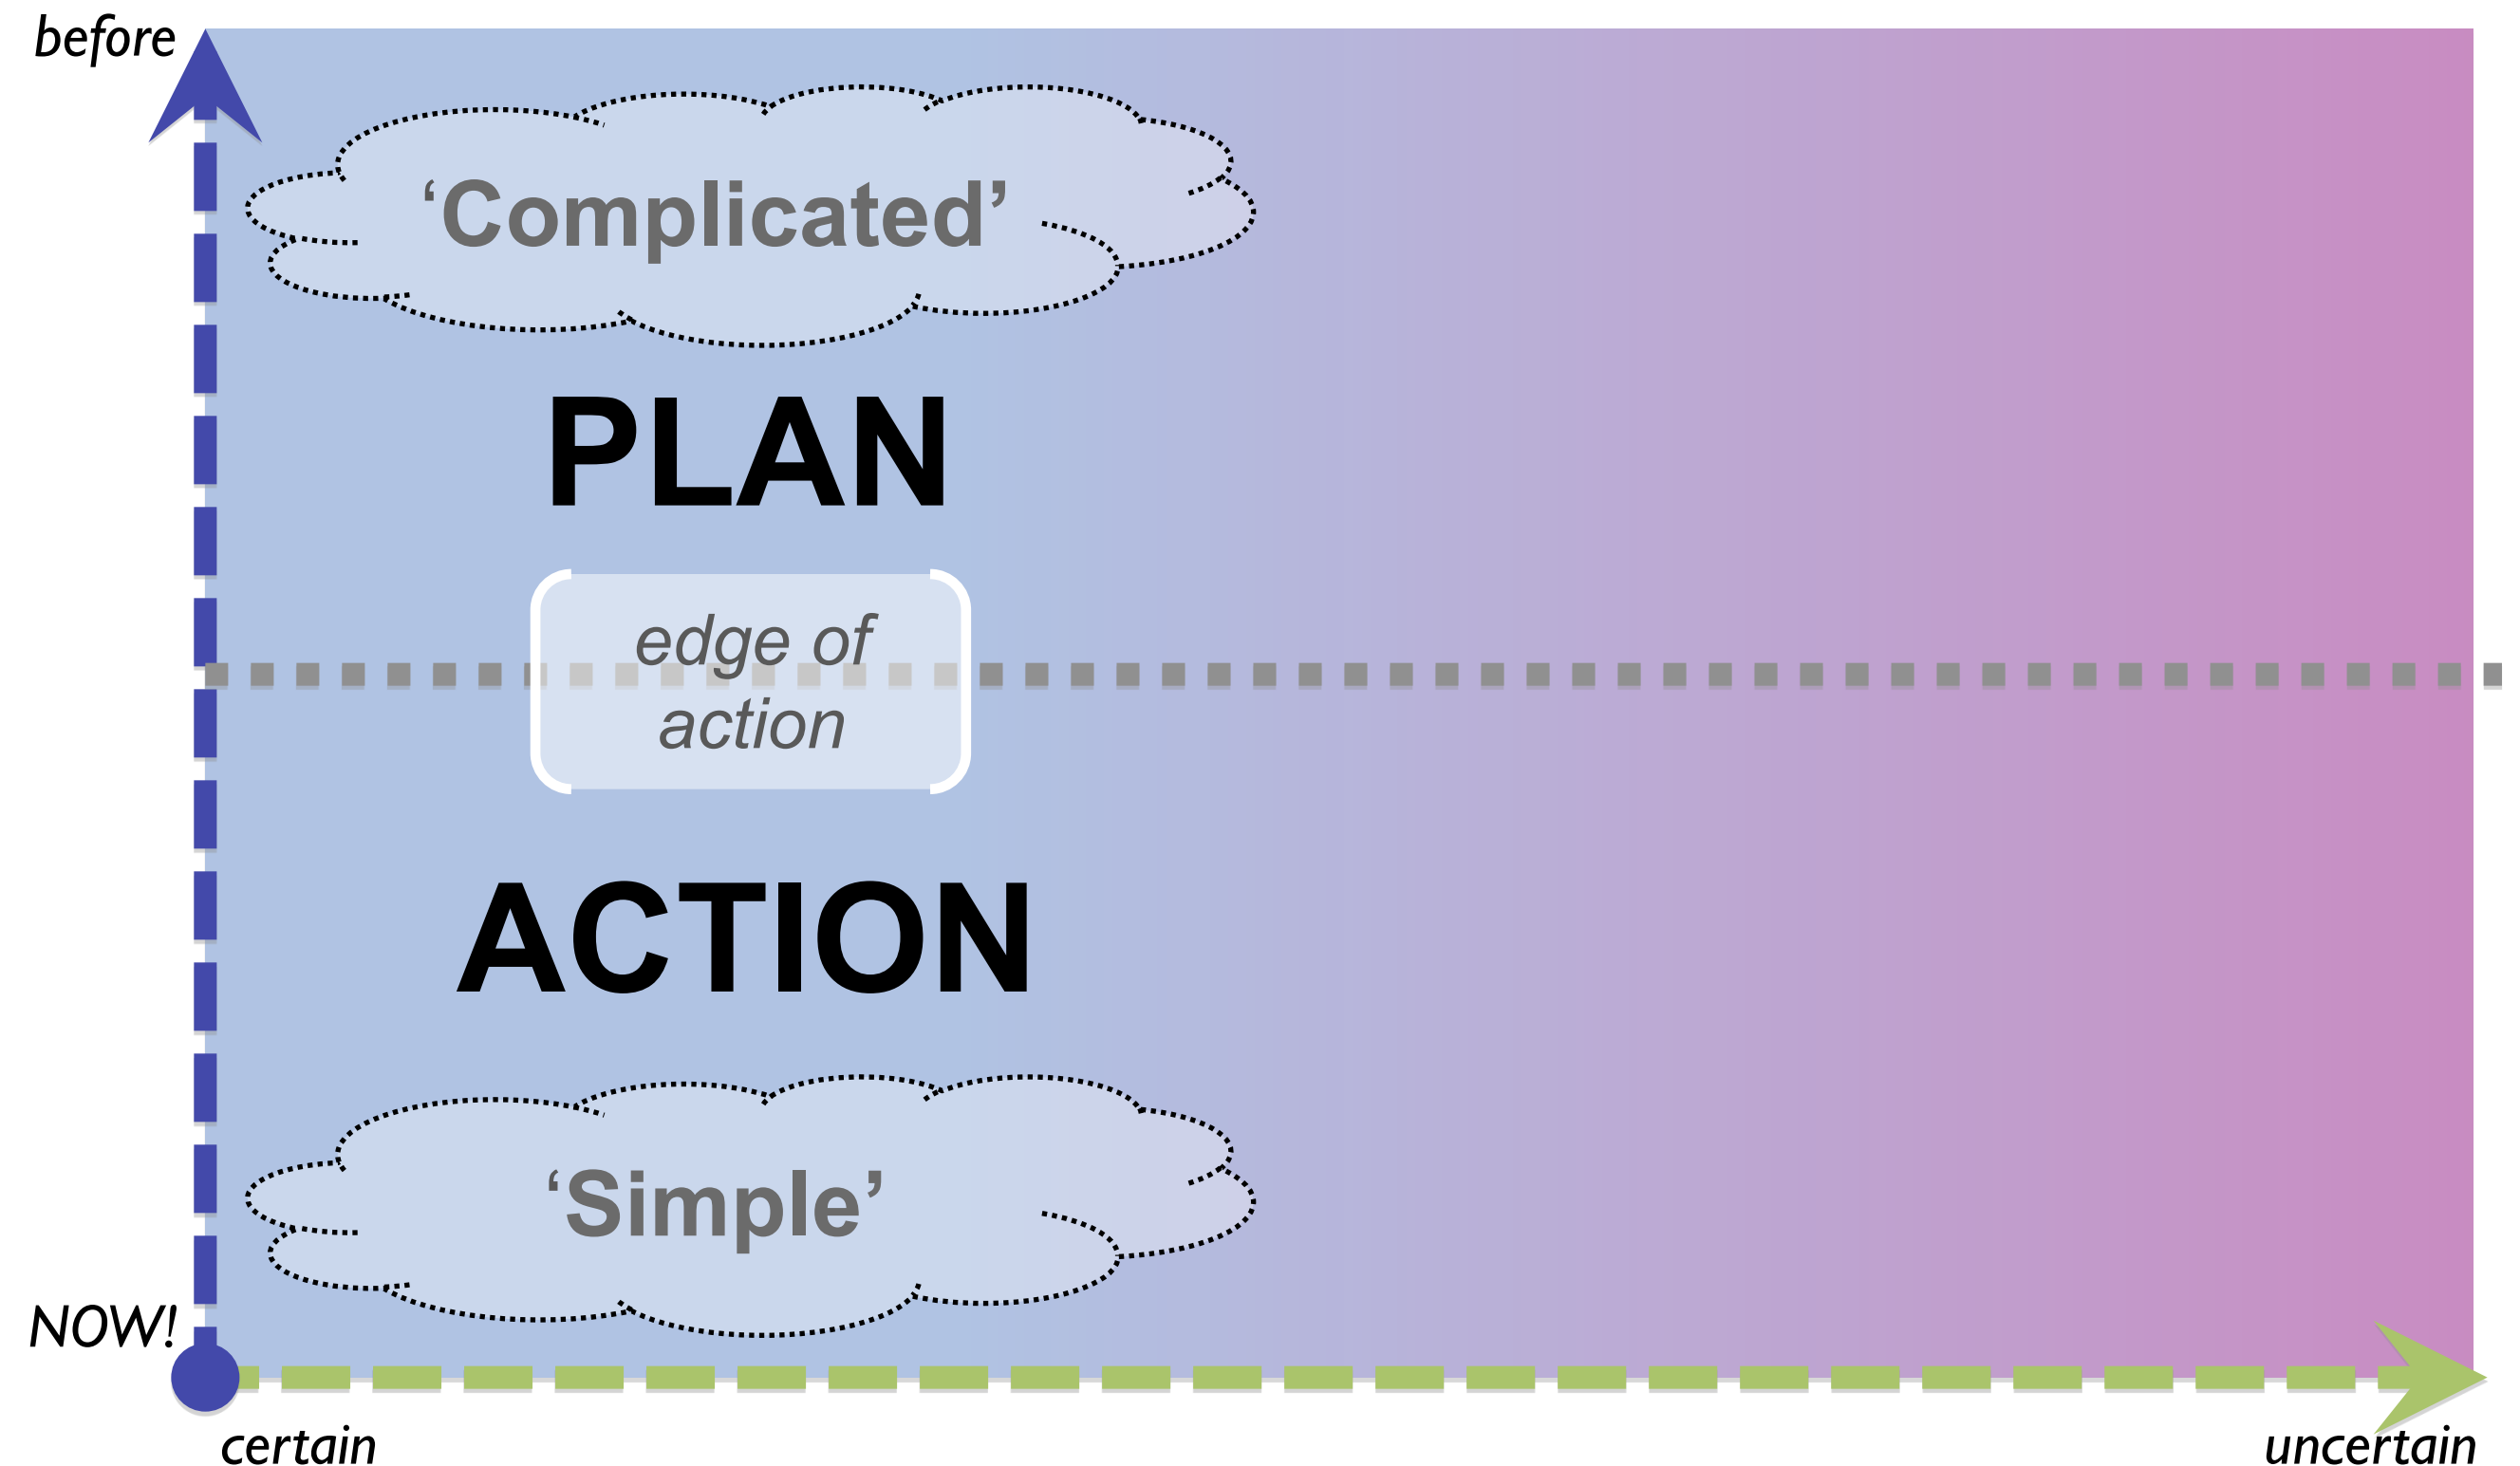 before
‘Complicated’
PLAN
edge of
action
ACTION
‘Simple’
NOW!
certain
uncertain